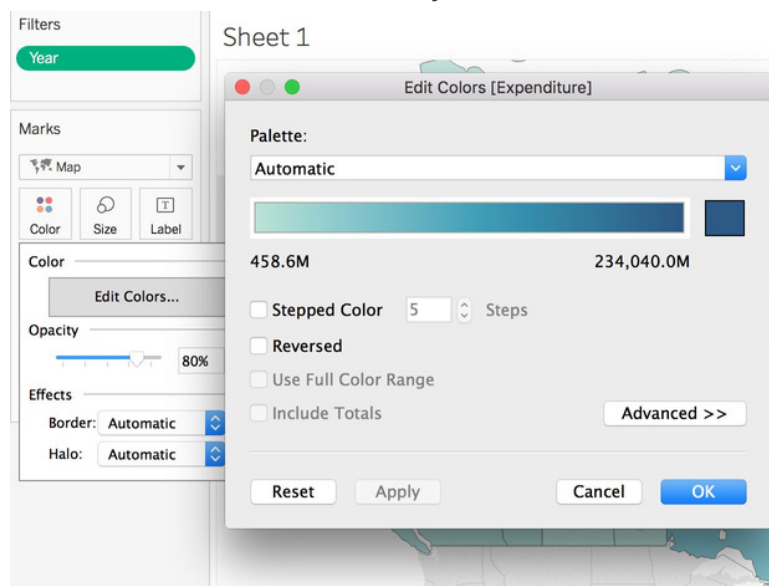 Filters
Year
Marks
Map
Color
Size
T
Label
Color
Edit Colors...
Opacity
80%
Effects
Border: Automatic
Halo: Automatic
Sheet 1
Edit Colors [Expenditure]
Palette:
Automatic
458.6M
234,040.0M
Stepped Color 5 Steps
Reversed
Use Full Color Range
Include Totals
Advanced >>
Reset
Apply
Cancel
OK